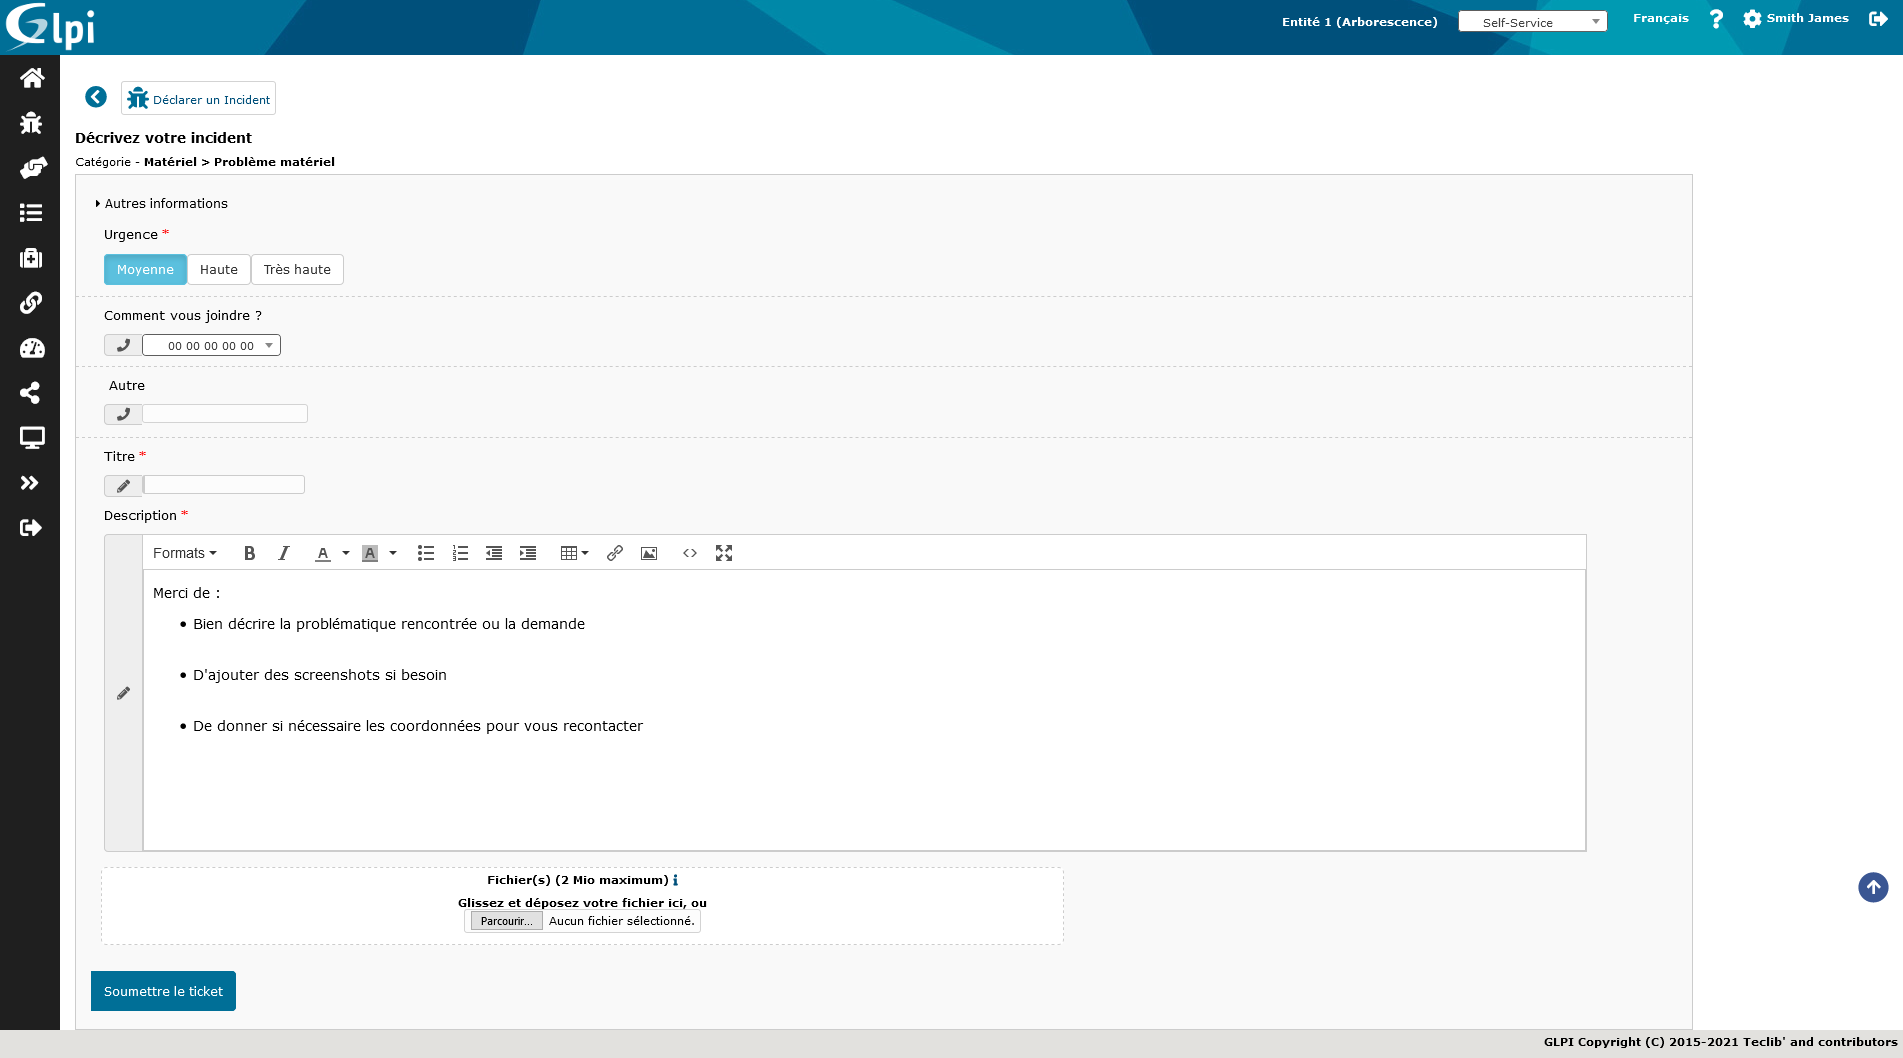 Glpi
Entité 1 (Arborescence)
Self-Service
Français
Smith James
Déclarer un Incident
Décrivez votre incident
Catégorie - Matériel > Problème matériel
Autres informations
Urgence *
Moyenne
Haute
Très haute
Comment vous joindre ?
00 00 00 00 00
Autre
Titre *
Description *
Formats
Merci de :
• Bien décrire la problématique rencontrée ou la demande
• D'ajouter des screenshots si besoin
• De donner si nécessaire les coordonnées pour vous recontacter
Fichier(s) (2 Mio maximum)
Glissez et déposez votre fichier ici, ou
Parcourir... Aucun fichier sélectionné.
Soumettre le ticket
GLPI Copyright (C) 2015-2021 Teclib' and contributors